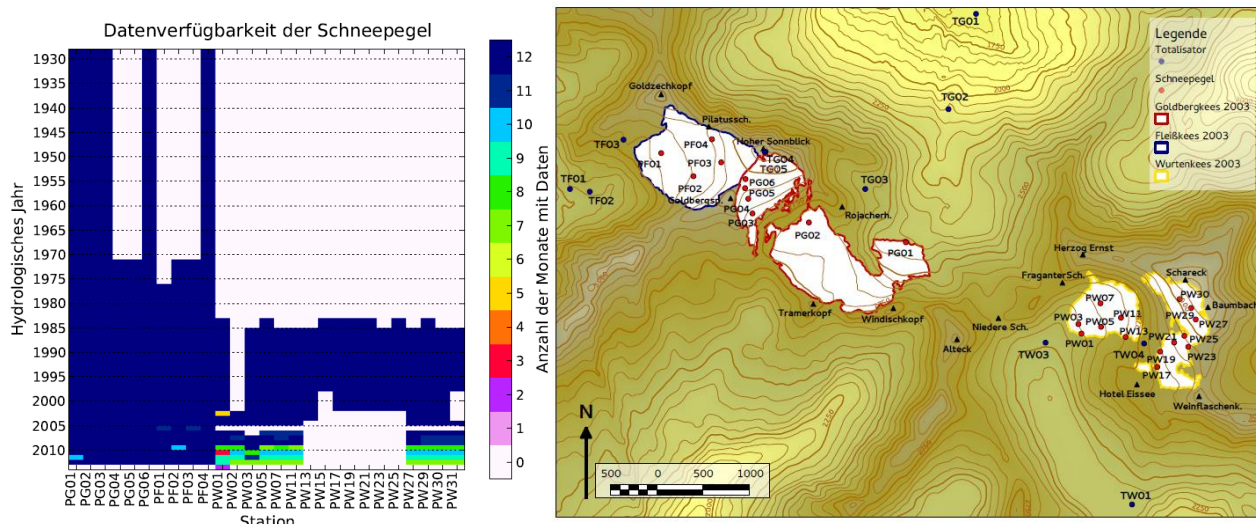 Datenverfügbarkeit der Schneepegel
Hydrologisches Jahr
1930
1935
1940
1945
1950
1955
1960
1965
1970
1975
1980
1985
1990
1995
2000
2005
2010
PG01
PG02
PG03
PG04
PG05
PG06
PF01
PF02
PF03
PF04
PW01
PW02
PW03
PW05
PW07
PW11
PW13
PW15
PW17
PW19
PW21
PW23
PW25
PW27
PW29
PW30
PW31
Station
Anzahl der Monate mit Daten
12
11
10
9
8
7
6
5
4
3
2
1
0
TG01
Legende
Totalisator
Schneepegel
Goldbergkees 2003
Fleißkees 2003
Wurtenkees 2003
1750
2000
TG02
2250
Goldzechkopf
Pilatussch.
TF03
PF04
Hoher Sonnblick
TG04
PF01
PF03
TG05
TG03
TF01
TF02
PF02
PG06
PG05
Goldbergsp.
PG04
PG03
Rojacherh.
PG02
PG01
2500
Herzog Ernst
FraganterSch.
Schareck
PW30
PW07
Baumbach
PW03
PW05
PW11
PW29
PW27
PW01
PW13
PW21
PW25
TW03
TW04
PW19
PW23
PW17
Tramerkopf
Windischkopf
Niedere Sch.
Alteck
Hotel Eissee
Weinflaschenk.
2250
N
500
0
500
1000
TW01
2250